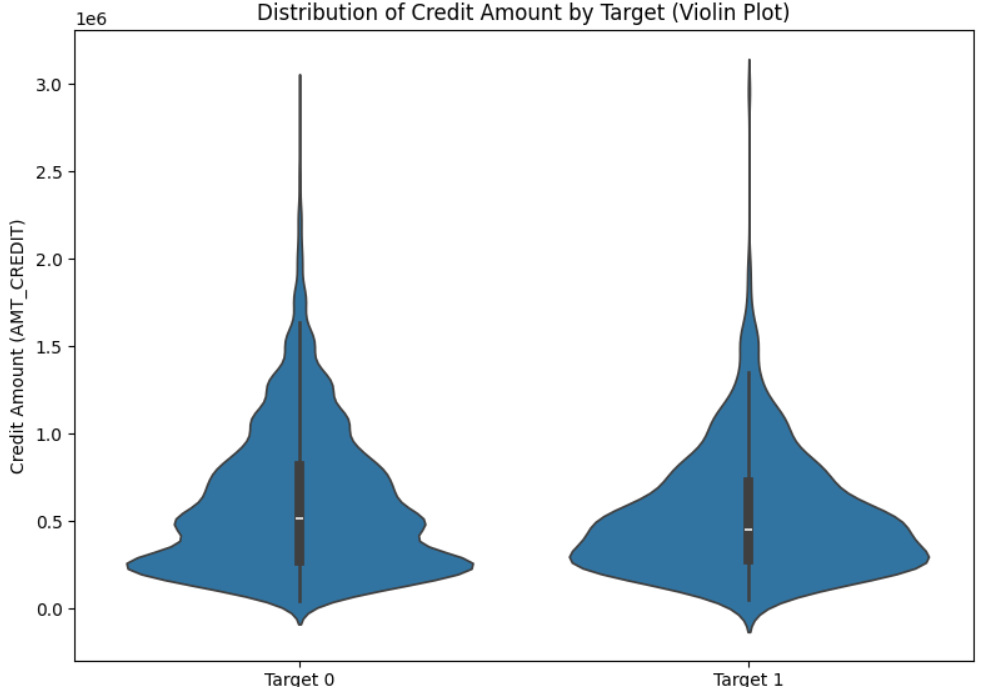 Distribution of Credit Amount by Target (Violin Plot)
1e6
3.0
2.5
2.0
1.5
1.0
0.5
0.0
Credit Amount (AMT_CREDIT)
Target 0
Target 1